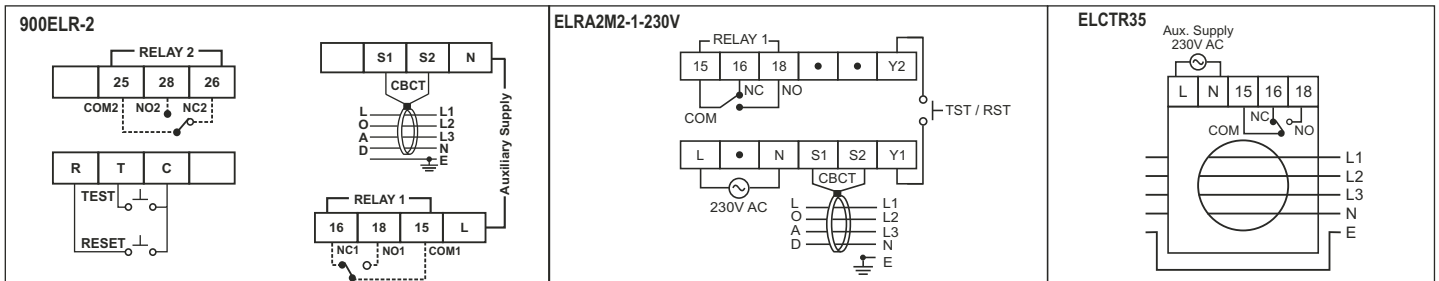 900ELR-2
RELAY 2
25 28 26
COM2 NO2 NC2
R T C
TEST
RESET
S1 S2 N
CBCT
L L1
O L2
A L3
D N
E
Auxiliary Supply
RELAY 1
16 18 15 L
NC1 NO1 COM1
ELRA2M2-1-230V
RELAY 1
15 16 18 • • Y2
NC NO
COM
TST / RST
L • N S1 S2 Y1
230V AC
CBCT
L L1
O L2
A L3
D N
E
ELCTR35
Aux. Supply
230V AC
L N 15 16 18
NC
COM NO
L1
L2
L3
N
E